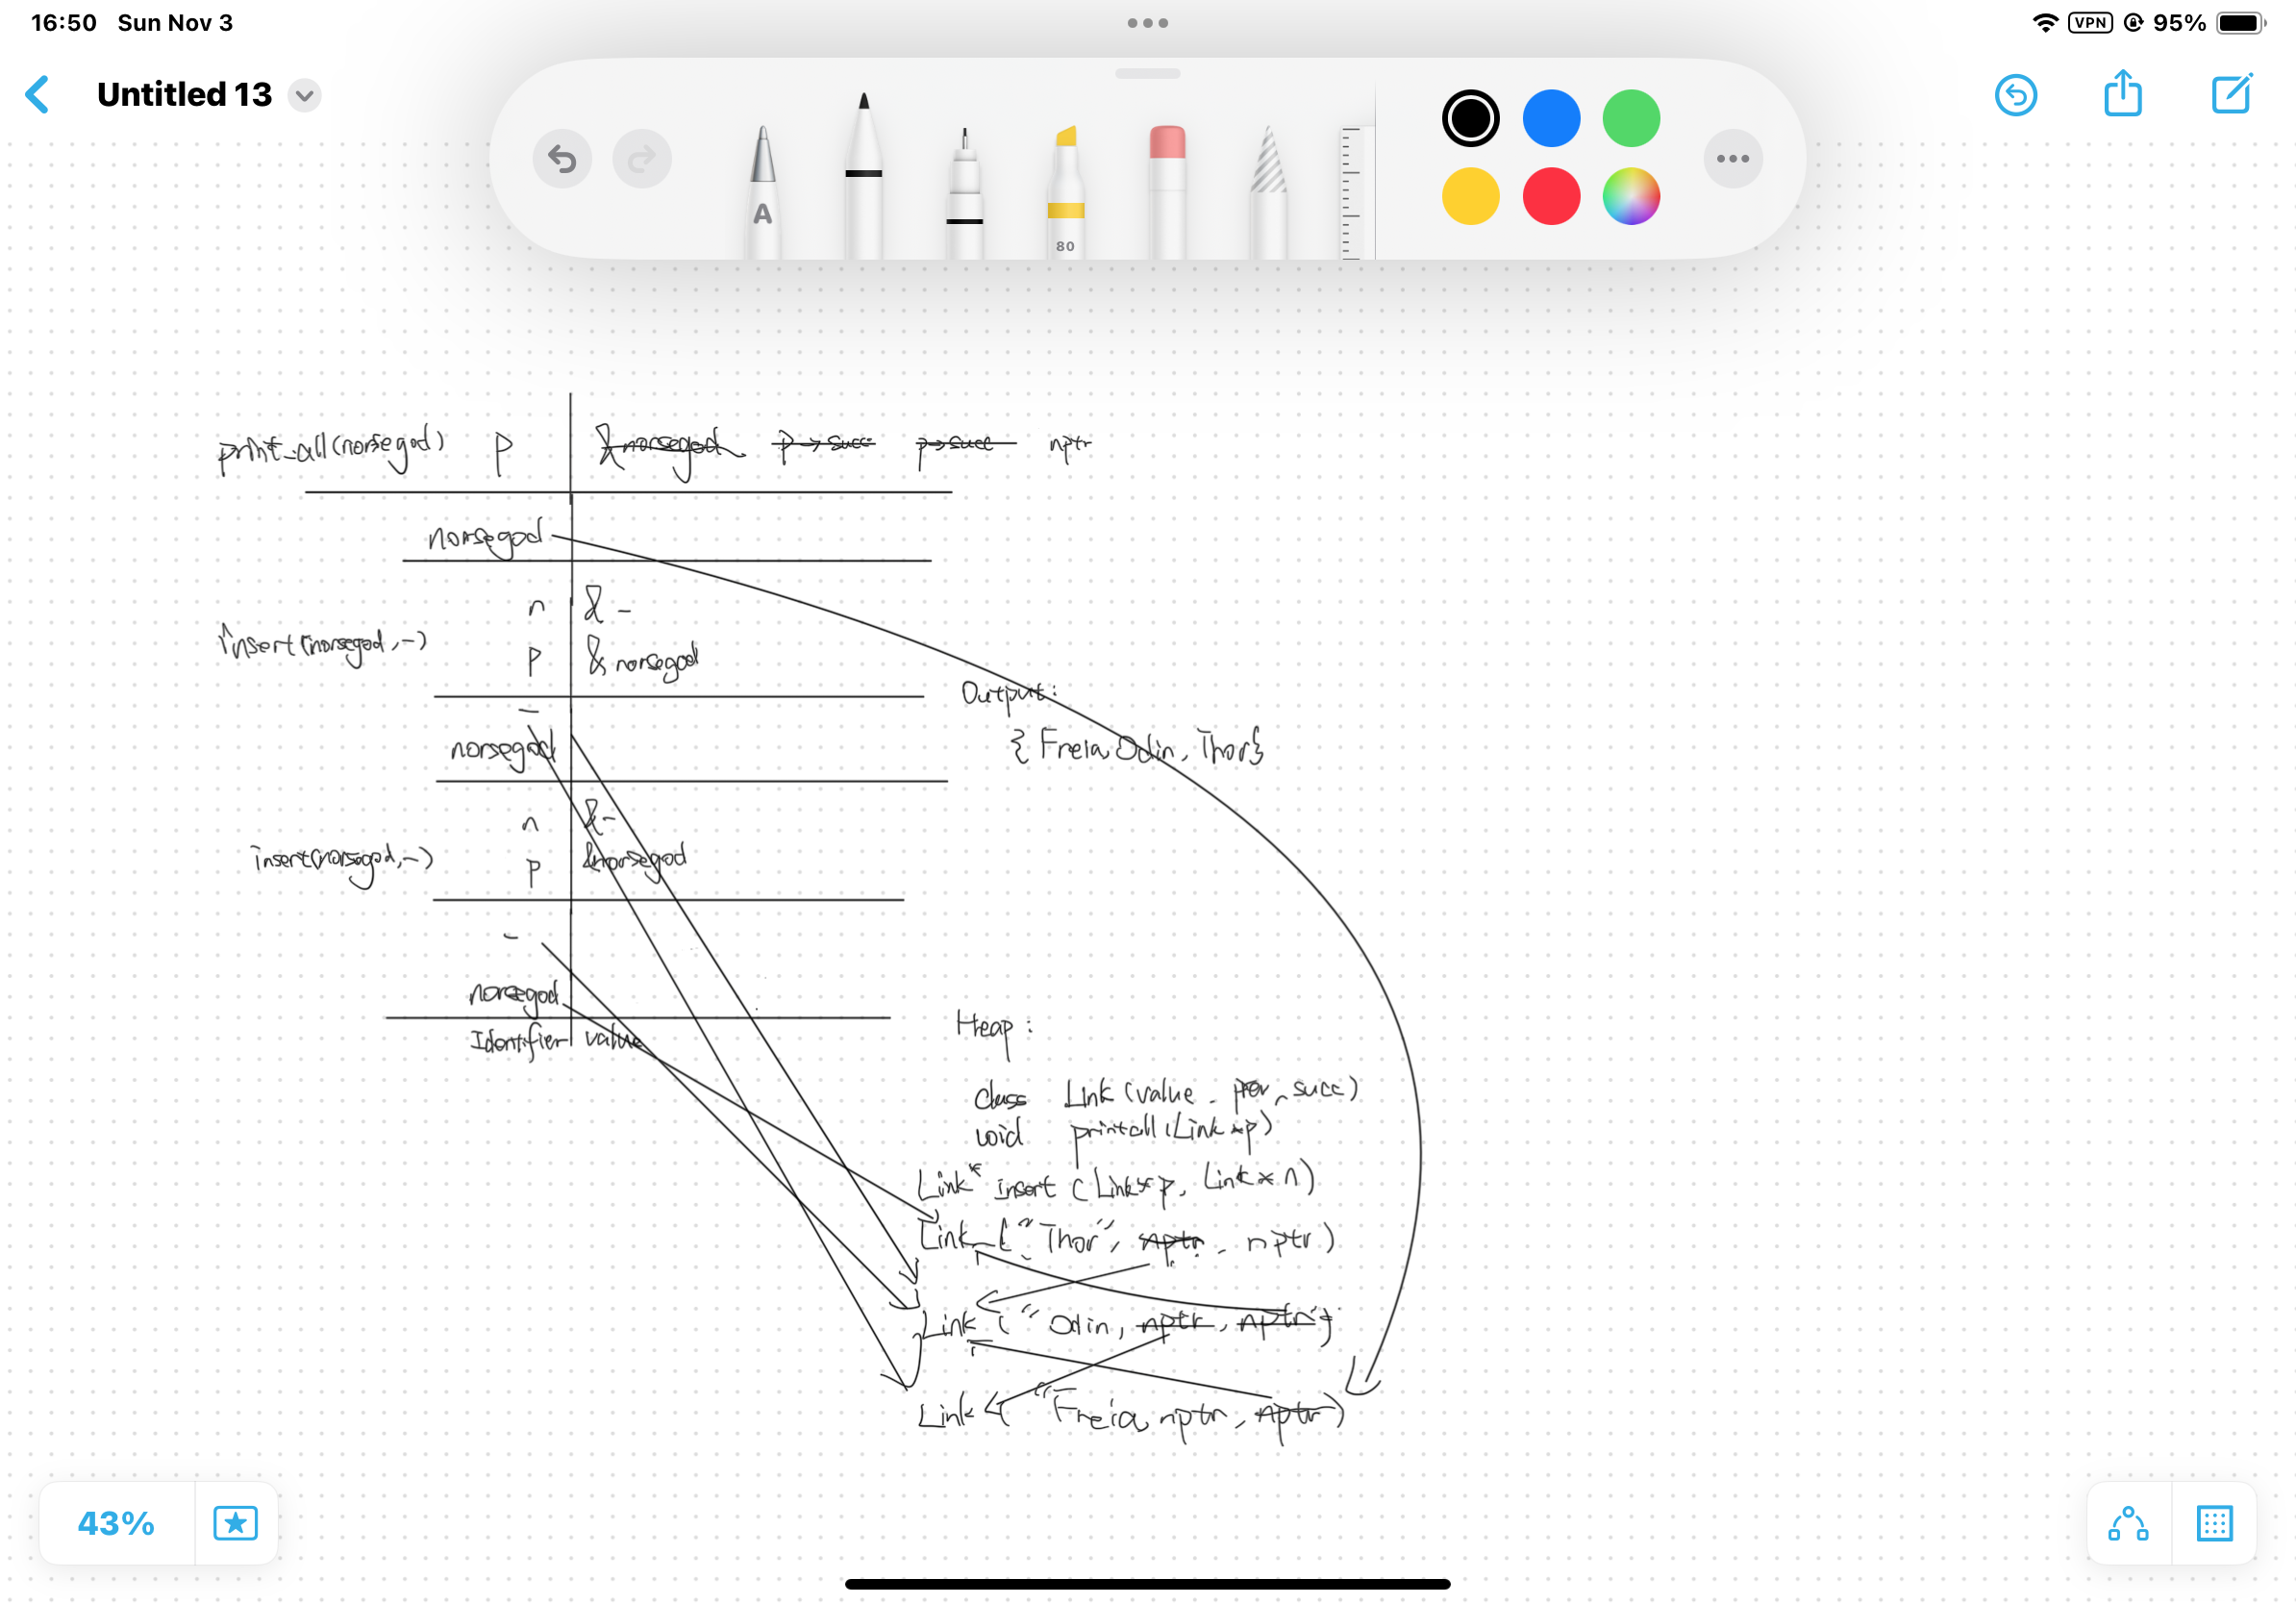 16:50 Sun Nov 3
VPN 95%
Untitled 13
A
80
print_all(norsegod) p &norsegod p→succ p→succ nptr
norsegod
n & -
insert(norsegod, -)
p &norsegod
Output:
-
norsegod
{ Freia, Odin, Thor}
n &-
insert(norsegod, -)
p &norsegod
-
norsegod
Identifier value
Heap:
class Link (value, succ)
void printall (Link *p)
Link* insert (Link*p, Link* n)
Link ("Thor", nptr, nptr)
Link ("Odin, nptr, nptr")
Link ("Freia, nptr, nptr)
43%